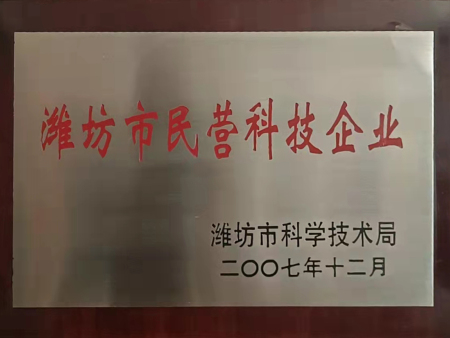 潍坊市民营科技企业
潍坊市科学技术局
二〇〇七年十二月